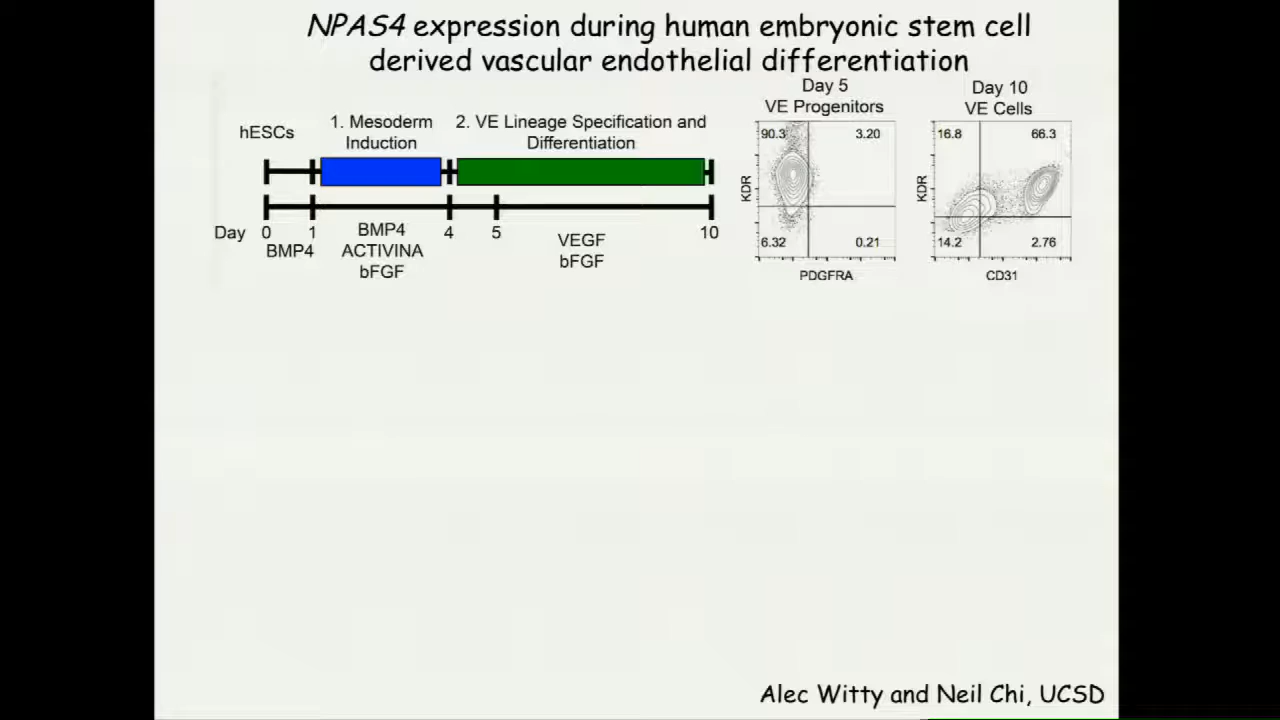 NPAS4 expression during human embryonic stem cell
derived vascular endothelial differentiation
hESCs
1. Mesoderm
Induction
2. VE Lineage Specification and
Differentiation
Day 0 1 4 5 10
BMP4
BMP4
ACTIVINA
bFGF
VEGF
bFGF
Day 5
VE Progenitors
90.3 3.20
KDR
6.32 0.21
PDGFRA
Day 10
VE Cells
16.8 66.3
KDR
14.2 2.76
CD31
Alec Witty and Neil Chi, UCSD